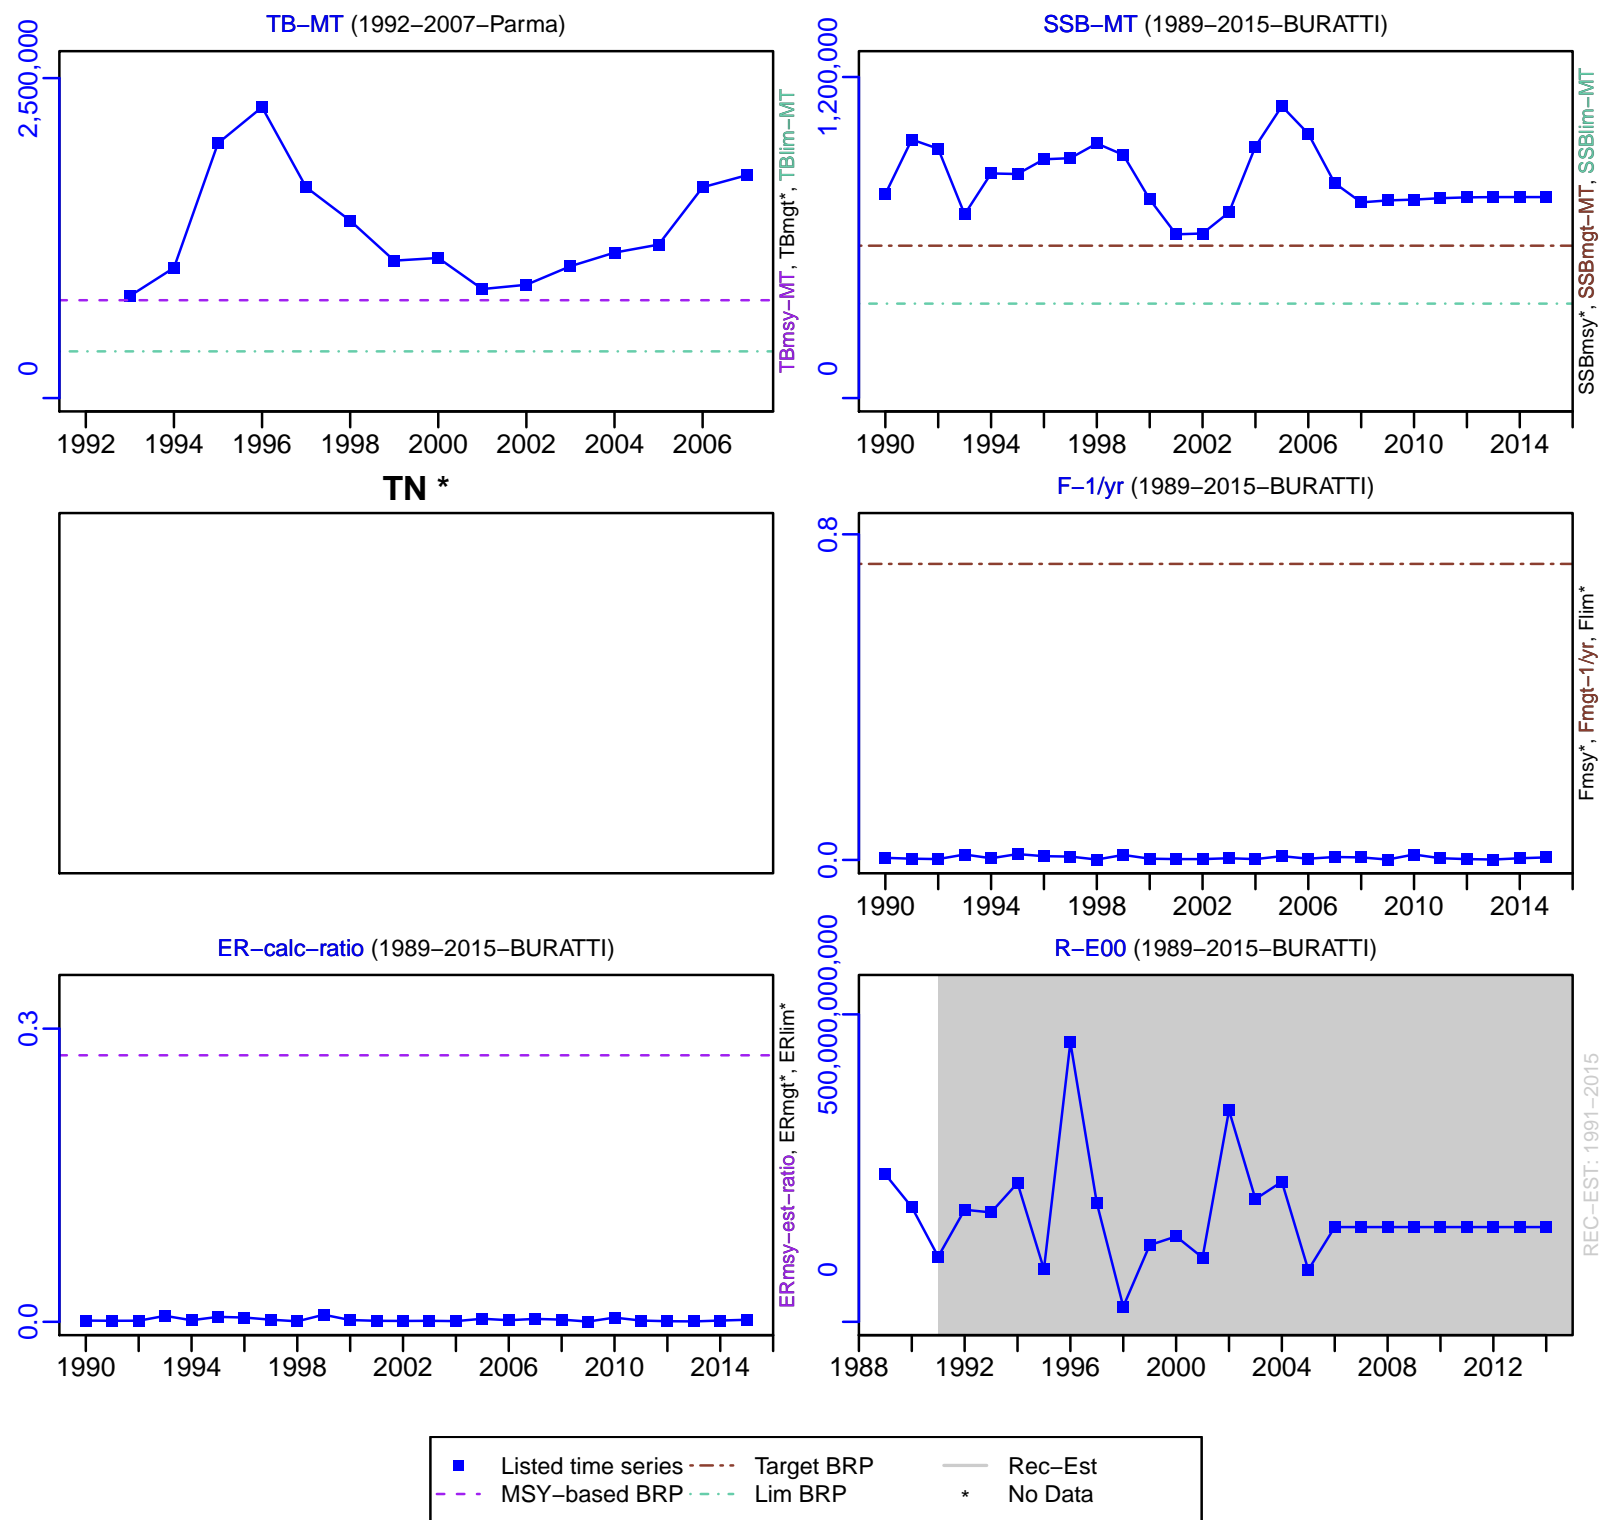 TB−MT (1992−2007−Parma)
2,500,000
0
1992 1994 1996 1998 2000 2002 2004 2006
TBmsy−MT, TBmgt*, TBlim−MT
SSB−MT (1989−2015−BURATTI)
1,200,000
0
1990 1994 1998 2002 2006 2010 2014
SSBmsy*, SSBmgt−MT, SSBlim−MT
TN *
F−1/yr (1989−2015−BURATTI)
0.8
0.0
1990 1994 1998 2002 2006 2010 2014
Fmsy*, Fmgt−1/yr, Flim*
ER−calc−ratio (1989−2015−BURATTI)
0.3
0.0
1990 1994 1998 2002 2006 2010 2014
ERmsy−est−ratio, ERmgt*, ERlim*
R−E00 (1989−2015−BURATTI)
500,000,000,000
0
1988 1992 1996 2000 2004 2008 2012
REC−EST: 1991−2015
Listed time series Target BRP Rec−Est
MSY−based BRP Lim BRP * No Data